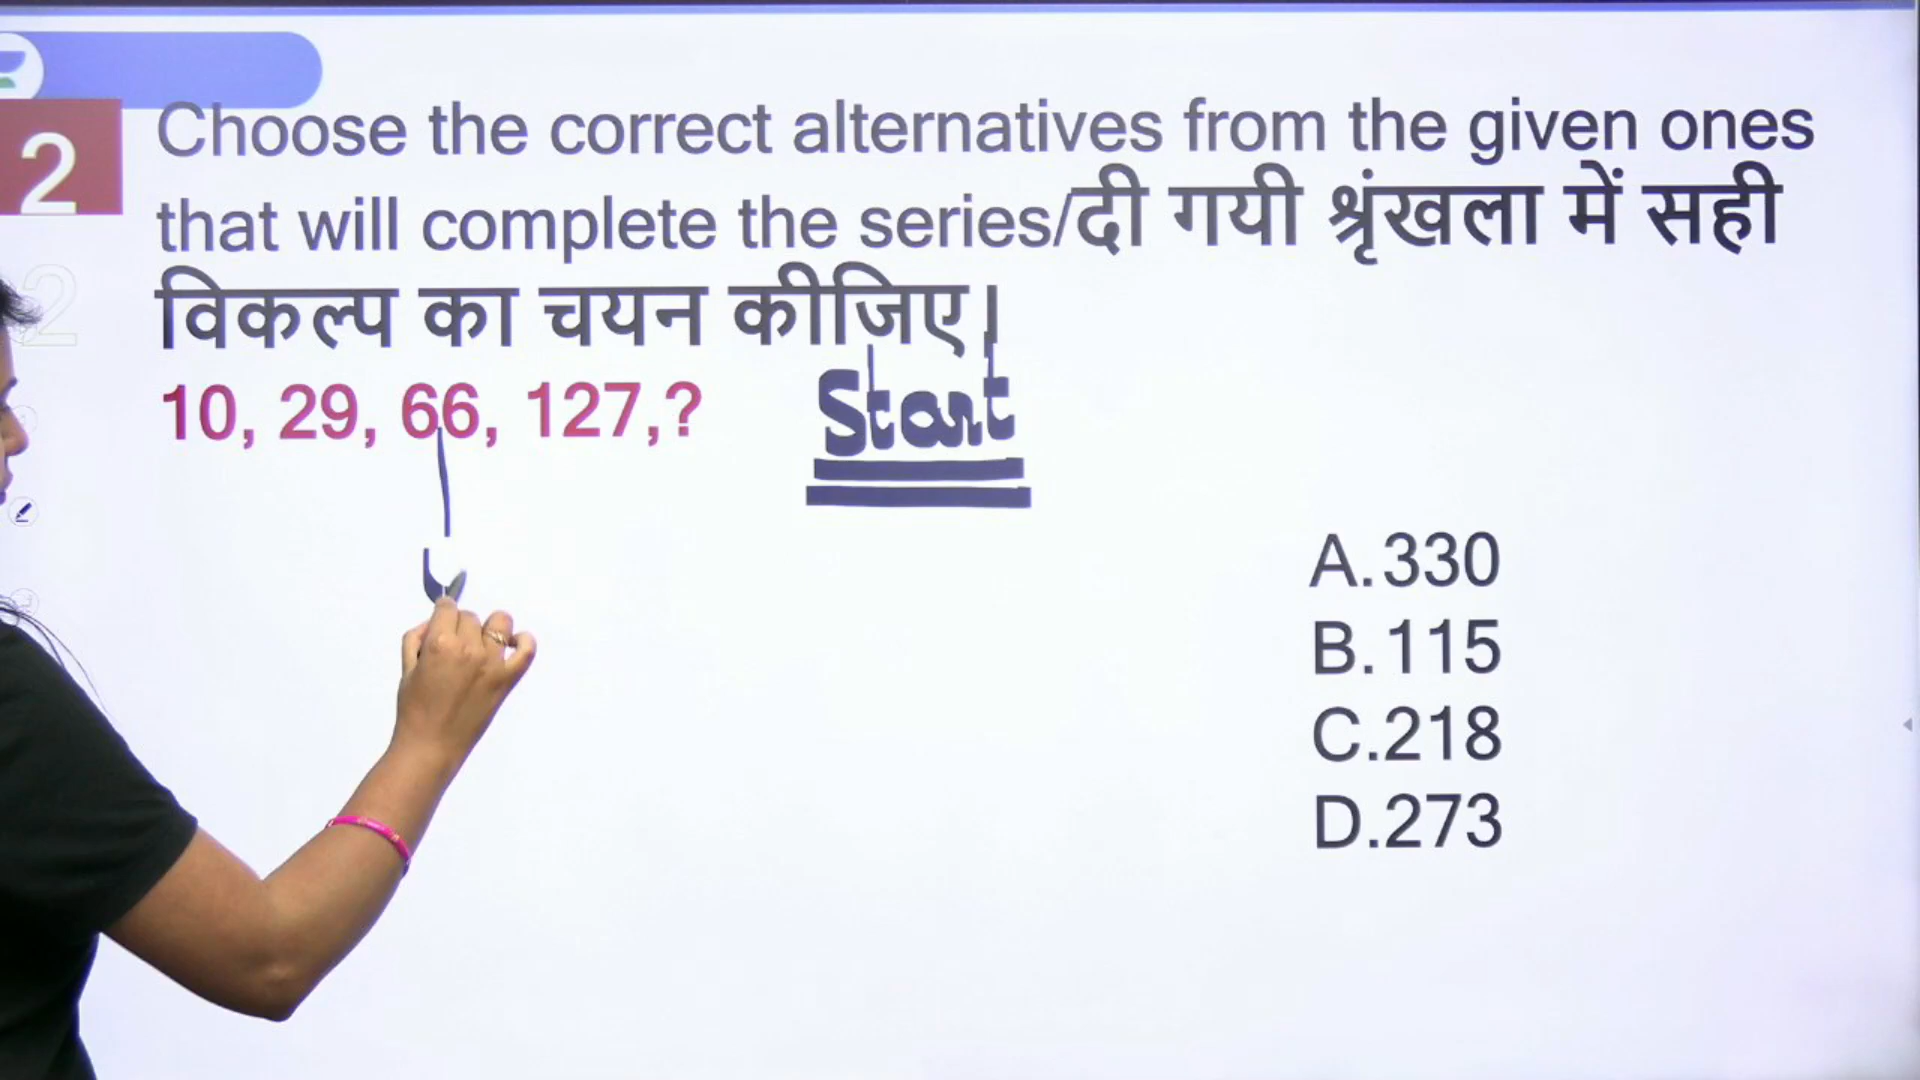 2
Choose the correct alternatives from the given ones
that will complete the series/दी गयी श्रृंखला में सही
विकल्प का चयन कीजिए।
2
10, 29, 66, 127,?
Start
A.330
B.115
C.218
D.273